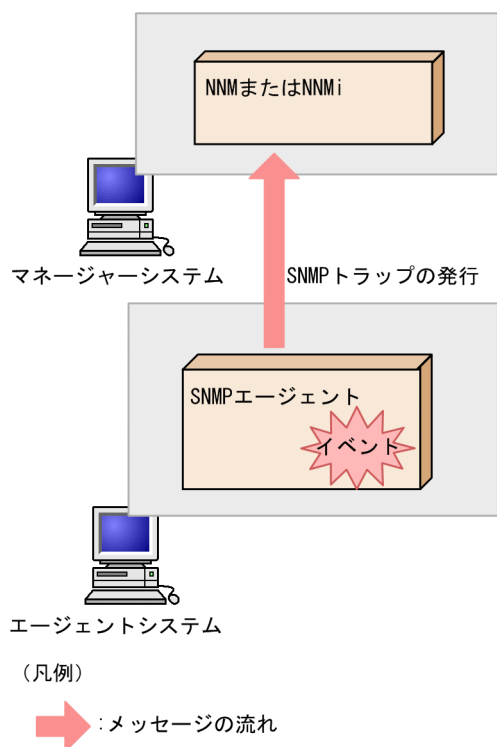 NNMまたはNNMi
マネージャーシステム
SNMPトラップの発行
SNMPエージェント
イベント
エージェントシステム
（凡例）
：メッセージの流れ